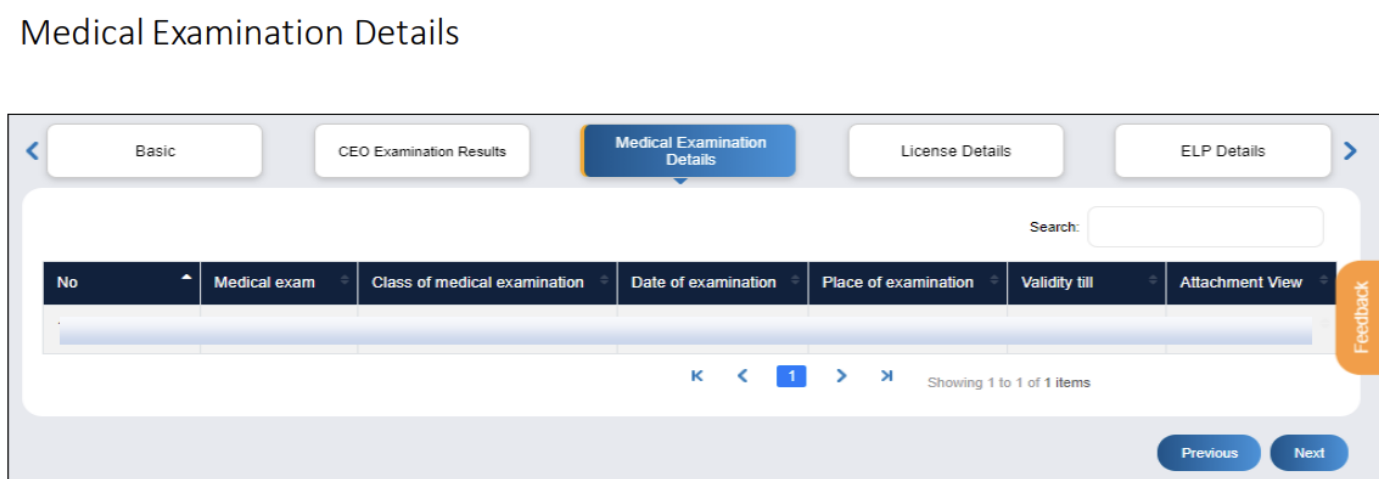 Medical Examination Details
Basic
CEO Examination Results
Medical Examination
Details
License Details
ELP Details
Search:
No Medical exam Class of medical examination Date of examination Place of examination Validity till Attachment View
Feedback
1
Showing 1 to 1 of 1 items
Previous Next